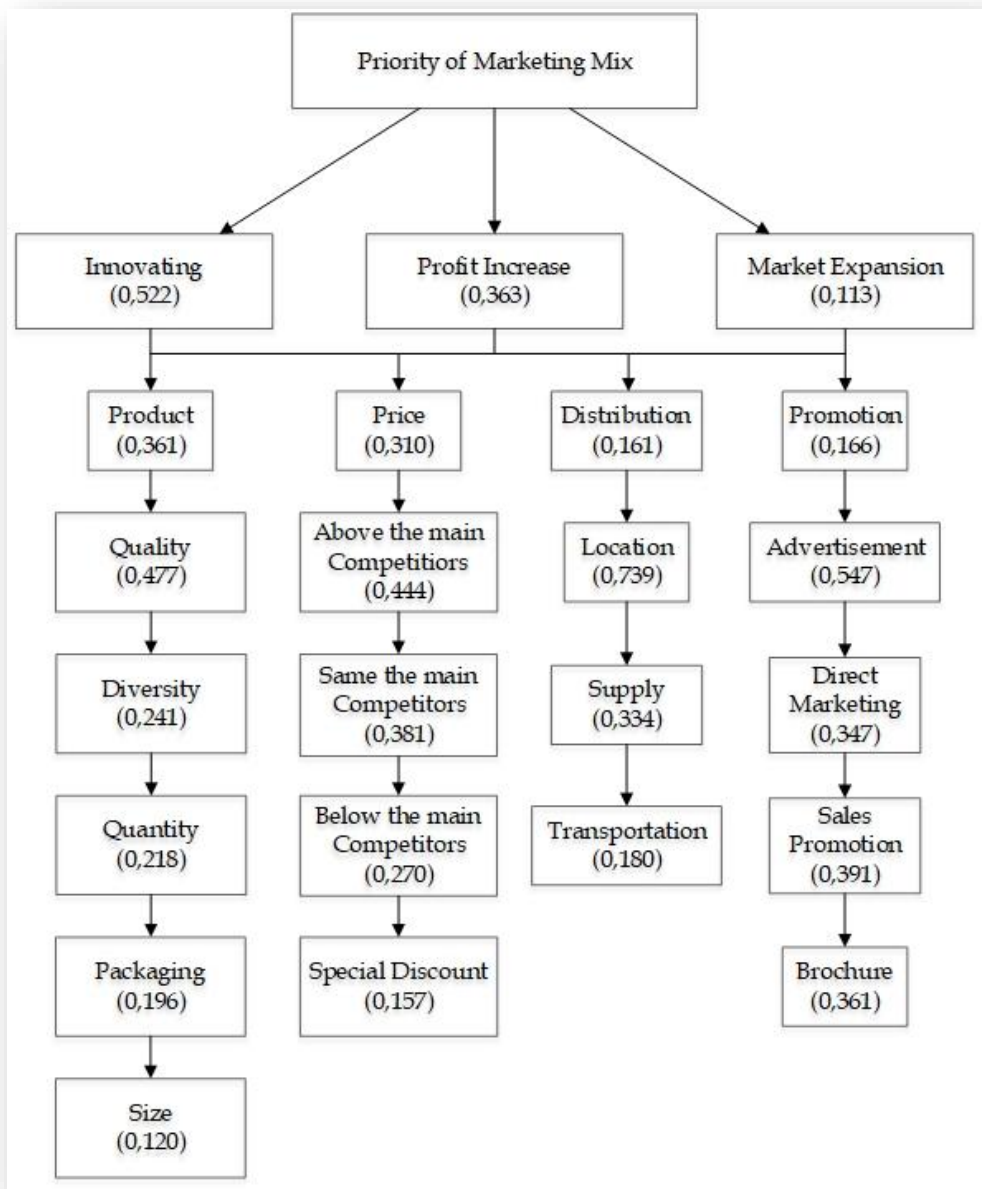 Priority of Marketing Mix
Innovating
(0,522)
Profit Increase
(0,363)
Market Expansion
(0,113)
Product
(0,361)
Price
(0,310)
Distribution
(0,161)
Promotion
(0,166)
Quality
(0,477)
Above the main
Competitiors
(0,444)
Location
(0,739)
Advertisement
(0,547)
Diversity
(0,241)
Same the main
Competitors
(0,381)
Supply
(0,334)
Direct
Marketing
(0,347)
Quantity
(0,218)
Below the main
Competitors
(0,270)
Transportation
(0,180)
Sales
Promotion
(0,391)
Packaging
(0,196)
Special Discount
(0,157)
Brochure
(0,361)
Size
(0,120)